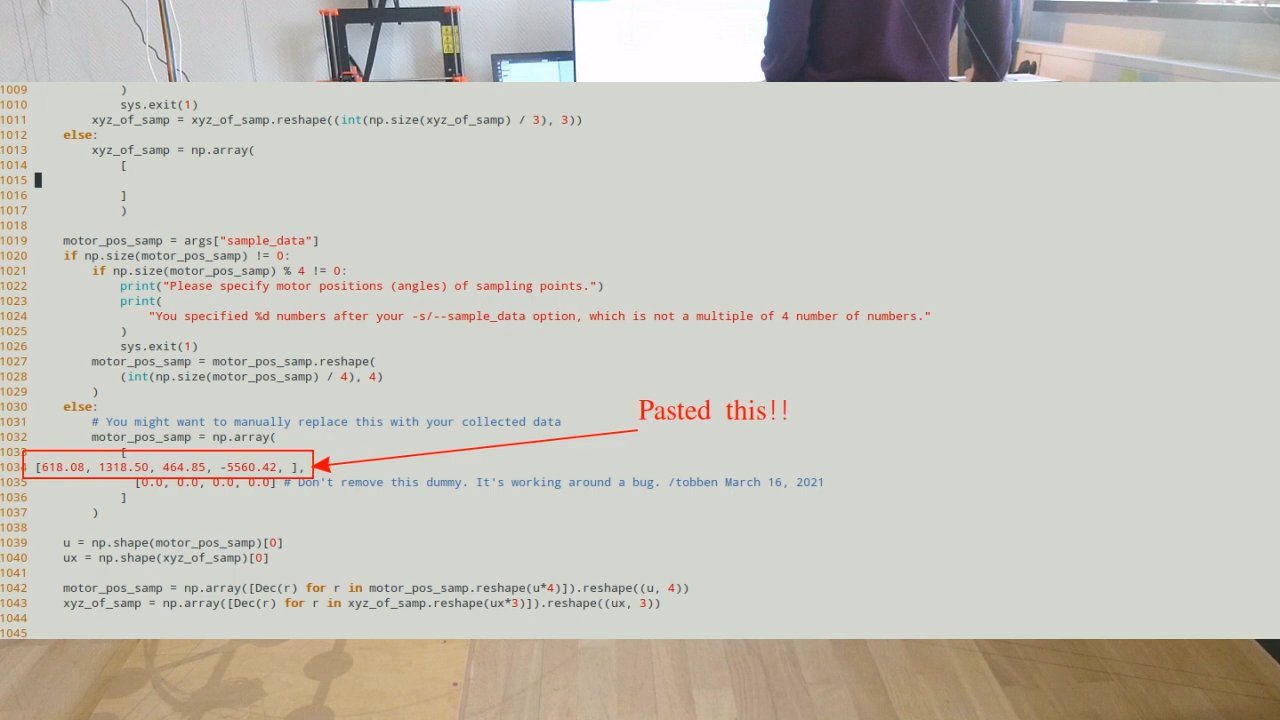 1009             )
1010             sys.exit(1)
1011         xyz_of_samp = xyz_of_samp.reshape((int(np.size(xyz_of_samp) / 3), 3))
1012     else:
1013         xyz_of_samp = np.array(
1014             [
1015
1016             ]
1017             )
1018
1019     motor_pos_samp = args["sample_data"]
1020     if np.size(motor_pos_samp) != 0:
1021         if np.size(motor_pos_samp) % 4 != 0:
1022             print("Please specify motor positions (angles) of sampling points.")
1023             print(
1024                 "You specified %d numbers after your -s/--sample_data option, which is not a multiple of 4 number of numbers."
1025             )
1026             sys.exit(1)
1027         motor_pos_samp = motor_pos_samp.reshape(
1028             (int(np.size(motor_pos_samp) / 4), 4)
1029         )
1030     else:
Pasted this!!
1031         # You might want to manually replace this with your collected data
1032         motor_pos_samp = np.array(
1033             [
1034 [618.08, 1318.50, 464.85, -5560.42, ],
1035               [0.0, 0.0, 0.0, 0.0] # Don't remove this dummy. It's working around a bug. /tobben March 16, 2021
1036             ]
1037         )
1038
1039     u = np.shape(motor_pos_samp)[0]
1040     ux = np.shape(xyz_of_samp)[0]
1041
1042     motor_pos_samp = np.array([Dec(r) for r in motor_pos_samp.reshape(u*4)]).reshape((u, 4))
1043     xyz_of_samp = np.array([Dec(r) for r in xyz_of_samp.reshape(ux*3)]).reshape((ux, 3))
1044
1045